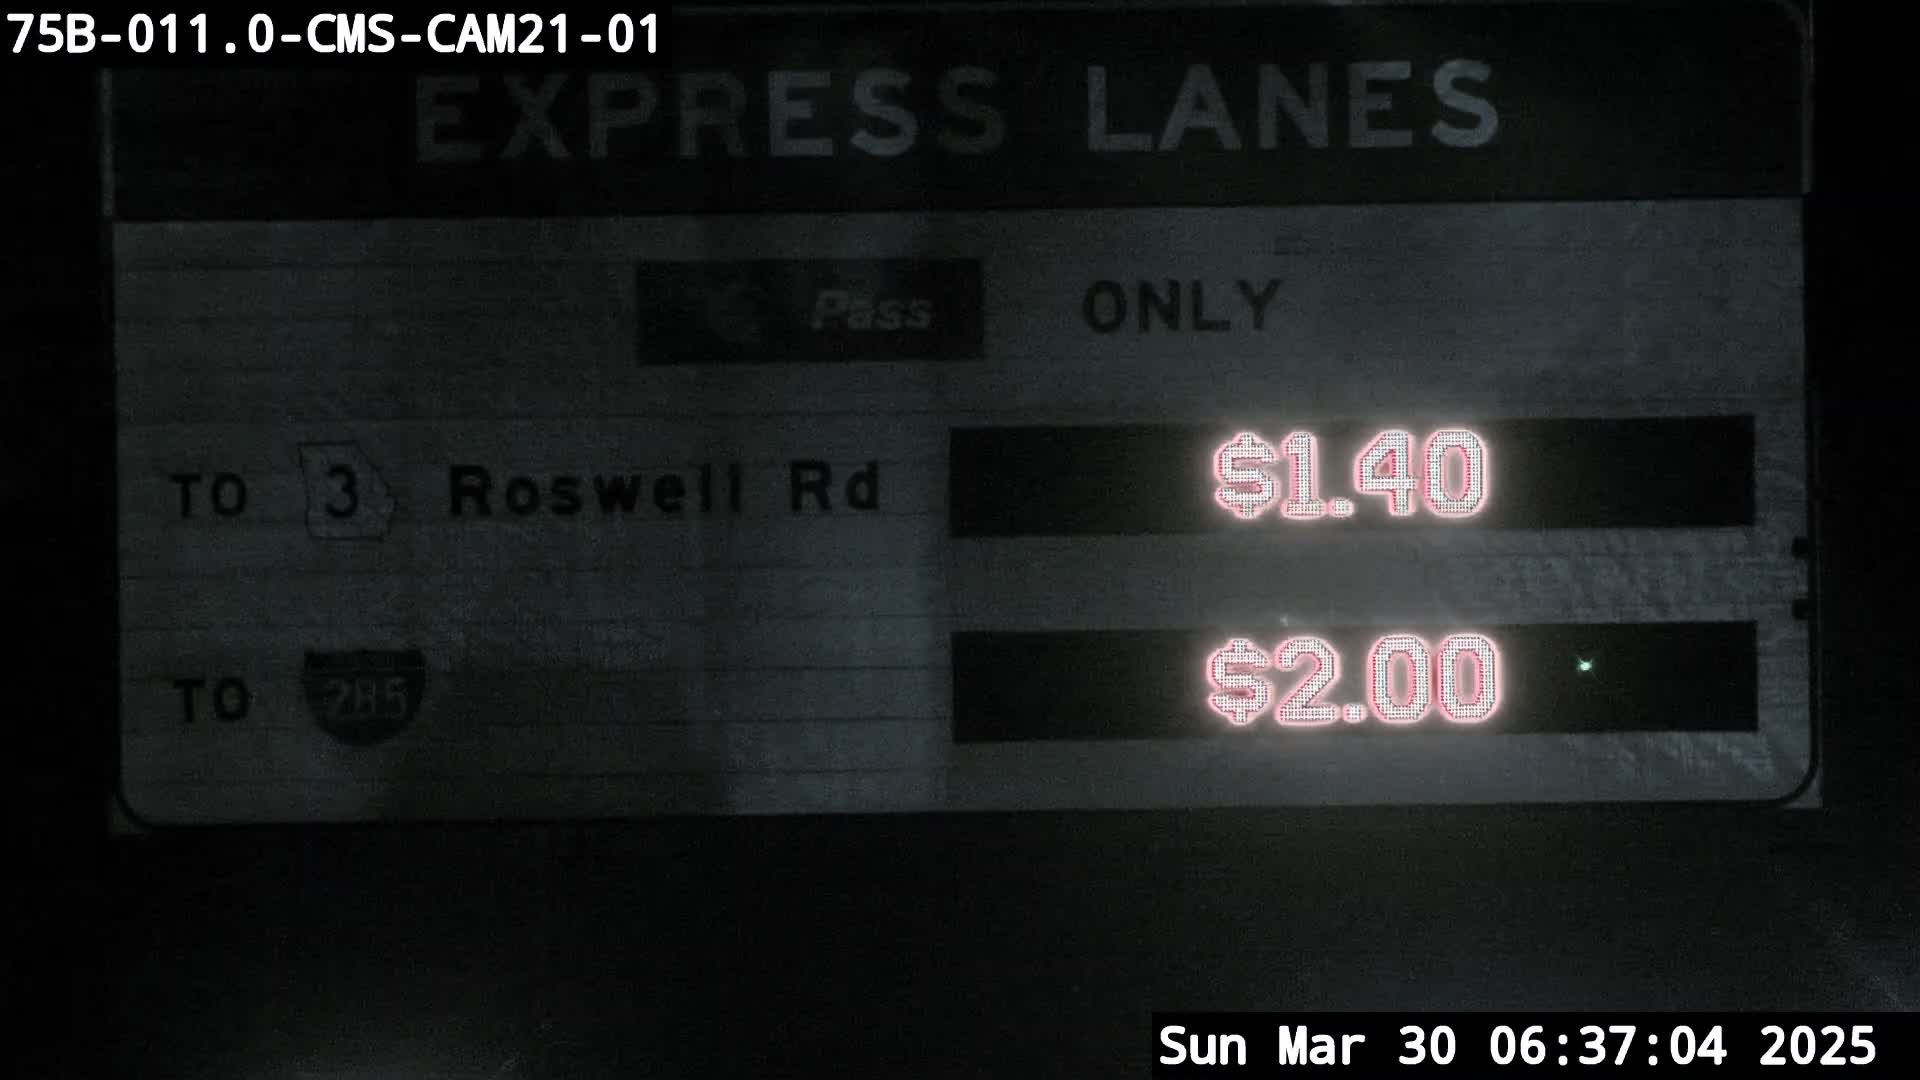 75B-011.0-CMS-CAM21-01
EXPRESS LANES
Pass ONLY
TO 3 Roswell Rd $1.40
TO 285 $2.00
Sun Mar 30 06:37:04 2025